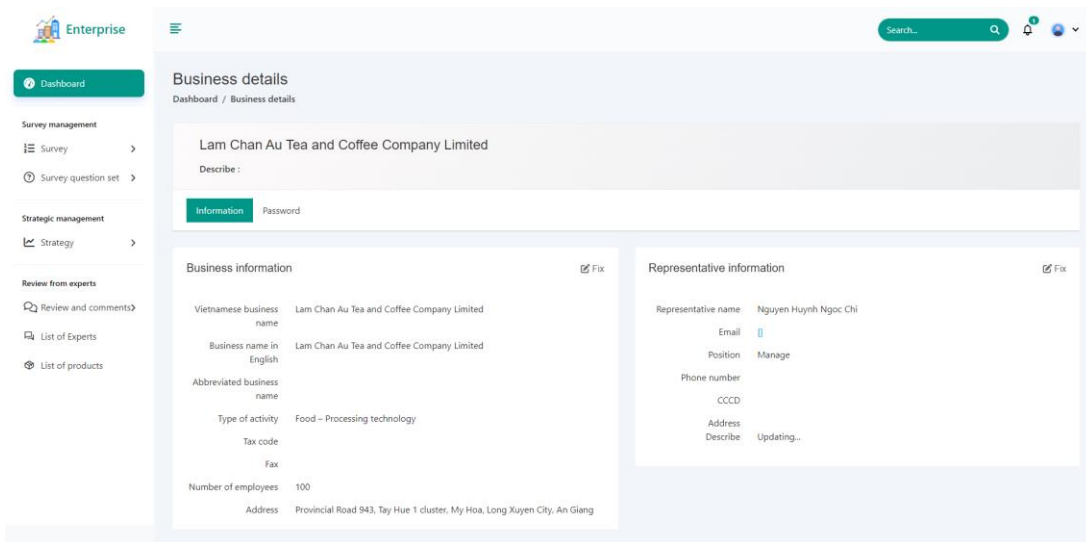 Enterprise
Search...
1
Dashboard
Survey management
Survey
Survey question set
Strategic management
Strategy
Review from experts
Review and comments
List of Experts
List of products
Business details
Dashboard / Business details
Lam Chan Au Tea and Coffee Company Limited
Describe :
Information Password
Business information Fix
Vietnamese business Lam Chan Au Tea and Coffee Company Limited
name
Business name in Lam Chan Au Tea and Coffee Company Limited
English
Abbreviated business
name
Type of activity Food – Processing technology
Tax code
Fax
Number of employees 100
Address Provincial Road 943, Tay Hue 1 cluster, My Hoa, Long Xuyen City, An Giang
Representative information Fix
Representative name Nguyen Huynh Ngoc Chi
Email []
Position Manage
Phone number
CCCD
Address
Describe Updating...